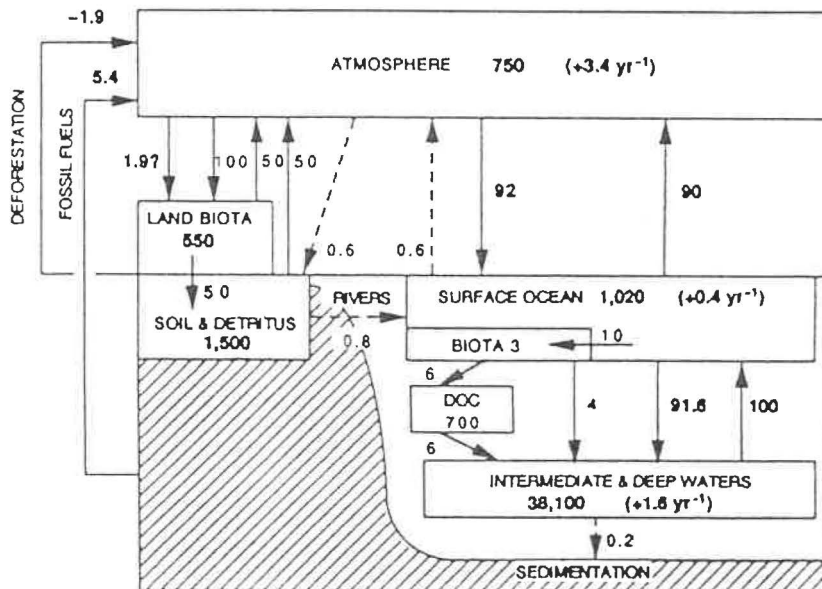 -1.9
ATMOSPHERE 750 (+3.4 yr⁻¹)
5.4
DEFORESTATION
FOSSIL FUELS
1.9?
100
50
50
92
90
LAND BIOTA
550
0.6
0.6
50
RIVERS
SURFACE OCEAN 1,020 (+0.4 yr⁻¹)
SOIL & DETRITUS
1,500
0.8
BIOTA 3
10
6
DOC
700
4
91.6
100
6
INTERMEDIATE & DEEP WATERS
38,100 (+1.6 yr⁻¹)
0.2
SEDIMENTATION